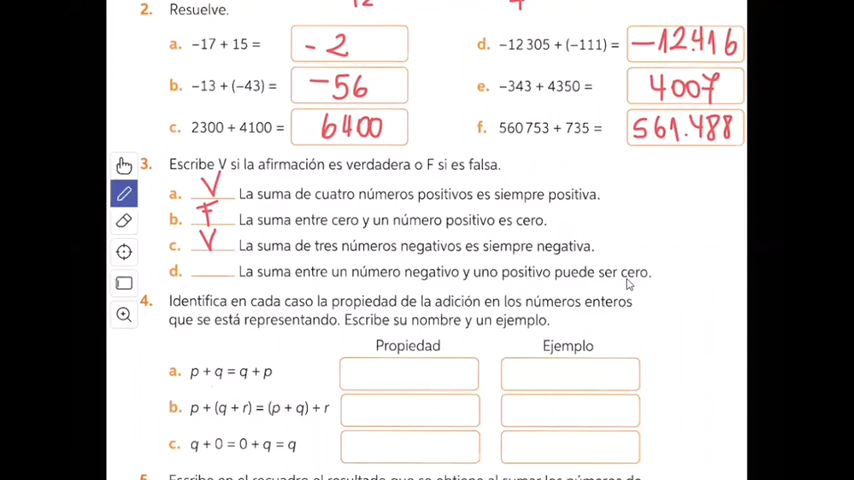 2. Resuelve.
a. −17 + 15 = - 2
d. −12 305 + (−111) = −12.416
b. −13 + (−43) = −56
e. −343 + 4350 = 4007
c. 2300 + 4100 = 6400
f. 560 753 + 735 = 561.488
3. Escribe V si la afirmación es verdadera o F si es falsa.
a. V La suma de cuatro números positivos es siempre positiva.
b. F La suma entre cero y un número positivo es cero.
c. V La suma de tres números negativos es siempre negativa.
d. ____ La suma entre un número negativo y uno positivo puede ser cero.
4. Identifica en cada caso la propiedad de la adición en los números enteros
que se está representando. Escribe su nombre y un ejemplo.
Propiedad Ejemplo
a. p + q = q + p
b. p + (q + r) = (p + q) + r
c. q + 0 = 0 + q = q